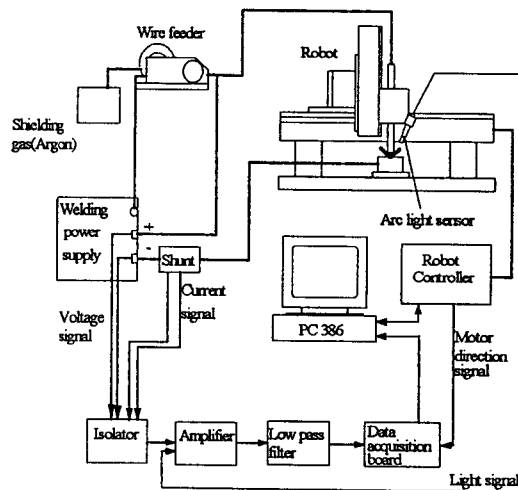 Wire feeder
Robot
Shielding
gas(Argon)
Arc light sensor
Welding
power
supply
+
-
Shunt
Robot
Controller
Voltage
signal
Current
signal
PC 386
Motor
direction
signal
Isolator
Amplifier
Low pass
filter
Data
acquisition
board
Light signal